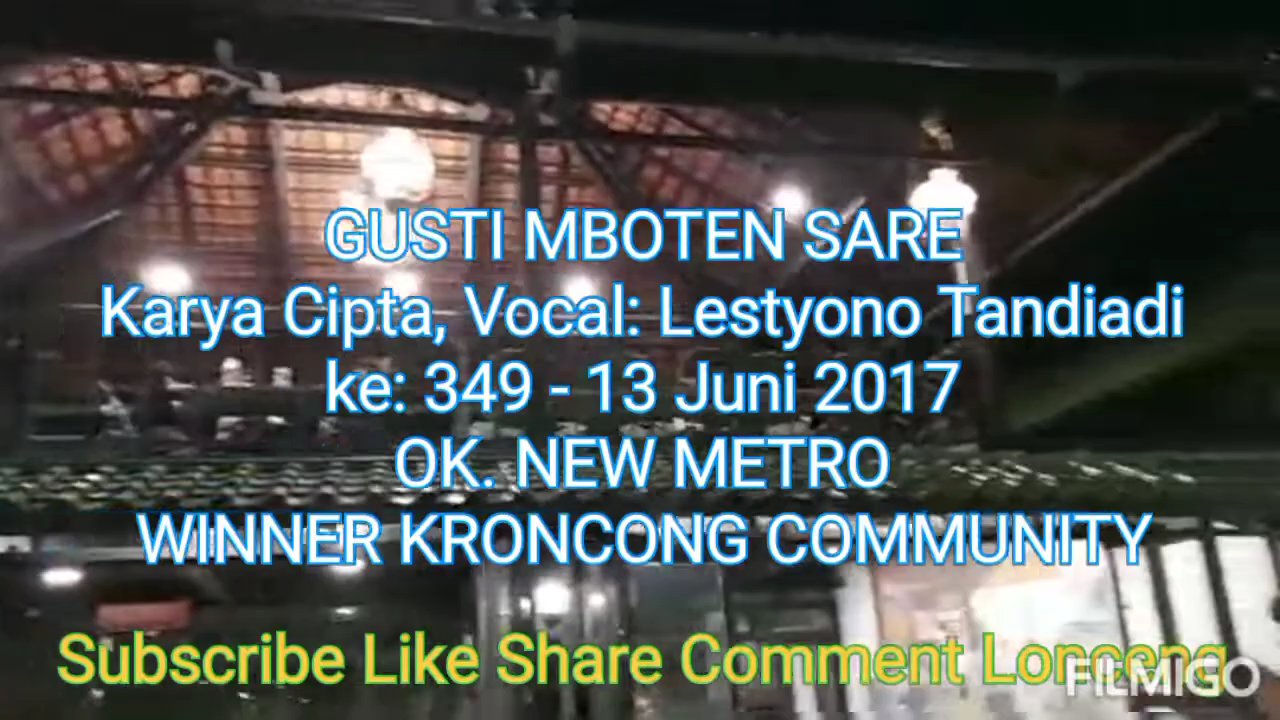 GUSTI MBOTEN SARE
Karya Cipta, Vocal: Lestyono Tandiadi
ke: 349 - 13 Juni 2017
OK. NEW METRO
WINNER KRONCONG COMMUNITY
Subscribe Like Share Comment Lonceng
FILMIGO